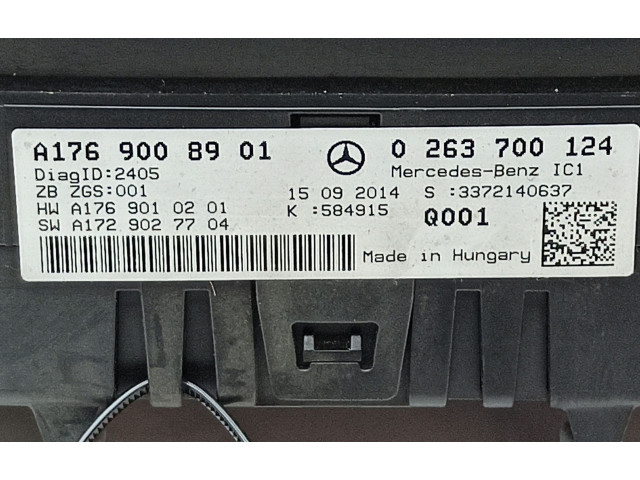 A176 900 89 01 0 263 700 124
DiagID:2405 Mercedes-Benz IC1
ZB ZGS:001 15 09 2014 S :3372140637
HW A176 901 02 01 K :584915 Q001
SW A172 902 77 04
Made in Hungary